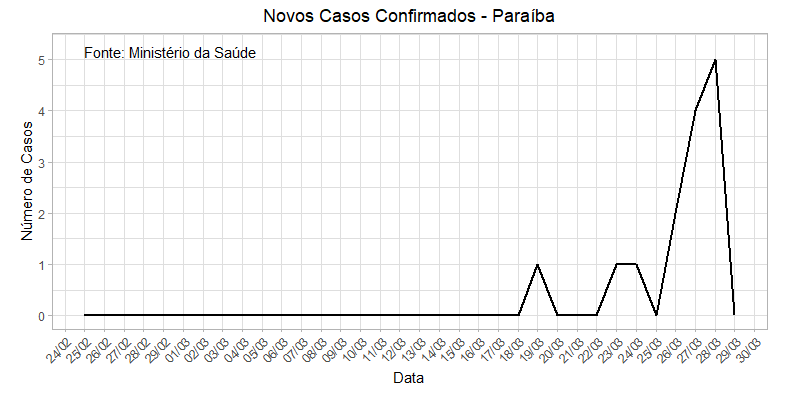 Novos Casos Confirmados - Paraíba
Fonte: Ministério da Saúde
5
4
3
2
1
0
Número de Casos
24/02 25/02 26/02 27/02 28/02 29/02 01/03 02/03 03/03 04/03 05/03 06/03 07/03 08/03 09/03 10/03 11/03 12/03 13/03 14/03 15/03 16/03 17/03 18/03 19/03 20/03 21/03 22/03 23/03 24/03 25/03 26/03 27/03 28/03 29/03 30/03
Data